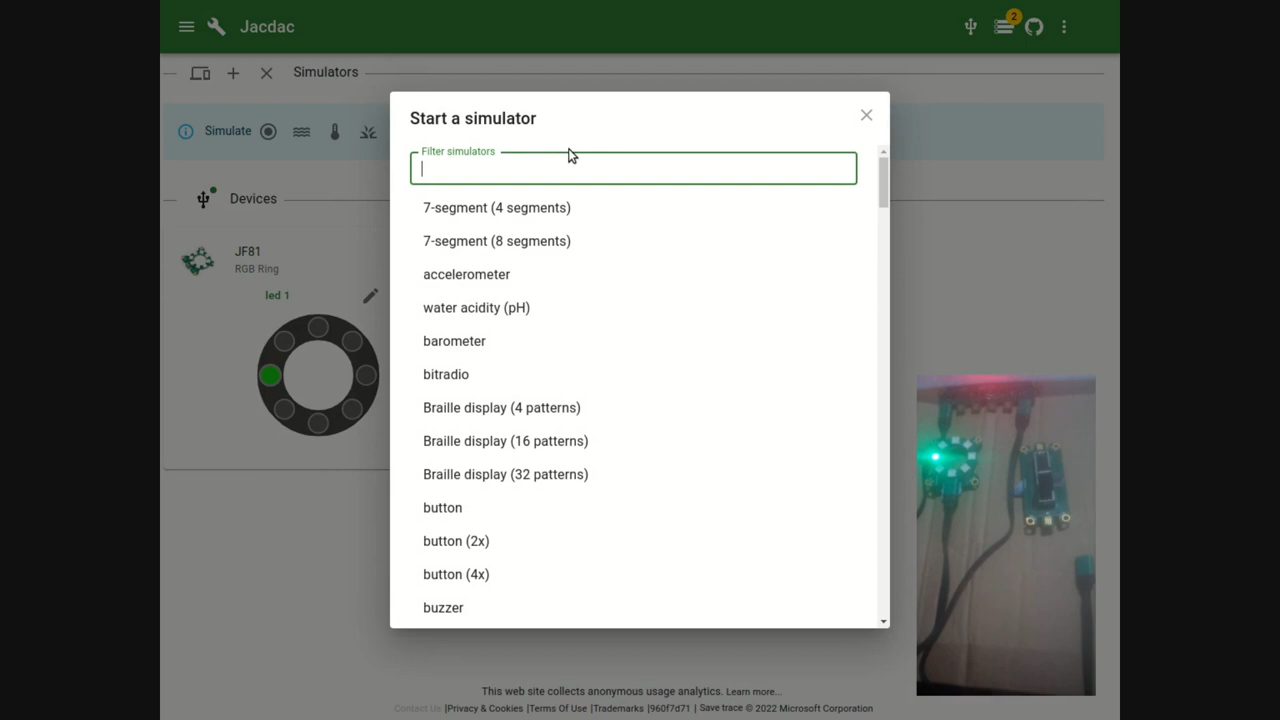 Jacdac
2
Simulators
Start a simulator
Simulate
Filter simulators
Devices
7-segment (4 segments)
7-segment (8 segments)
JF81
RGB Ring
accelerometer
led 1
water acidity (pH)
barometer
bitradio
Braille display (4 patterns)
Braille display (16 patterns)
Braille display (32 patterns)
button
button (2x)
button (4x)
buzzer
This web site collects anonymous usage analytics. Learn more...
Contact Us |Privacy & Cookies |Terms Of Use |Trademarks |960f7d71 | Save trace © 2022 Microsoft Corporation